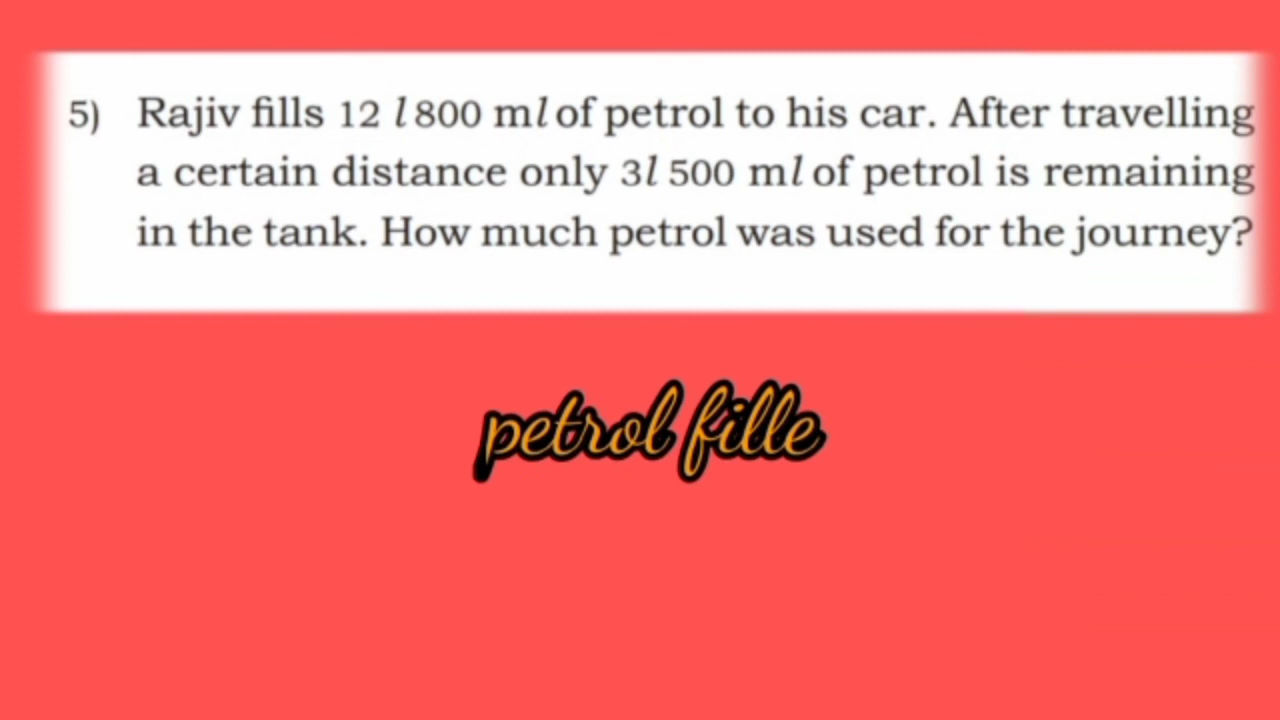 5) Rajiv fills 12 l 800 ml of petrol to his car. After travelling
a certain distance only 3l 500 ml of petrol is remaining
in the tank. How much petrol was used for the journey?
petrol fille